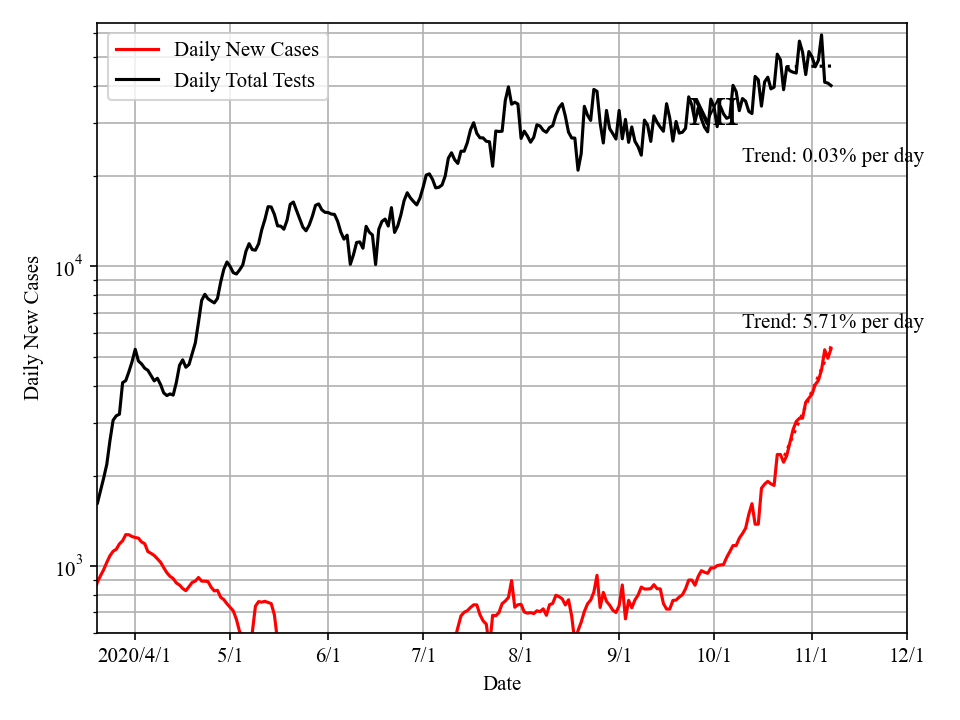 Daily New Cases
Daily Total Tests
MI
Trend: 0.03% per day
Trend: 5.71% per day
10^4
10^3
Daily New Cases
2020/4/1 5/1 6/1 7/1 8/1 9/1 10/1 11/1 12/1
Date